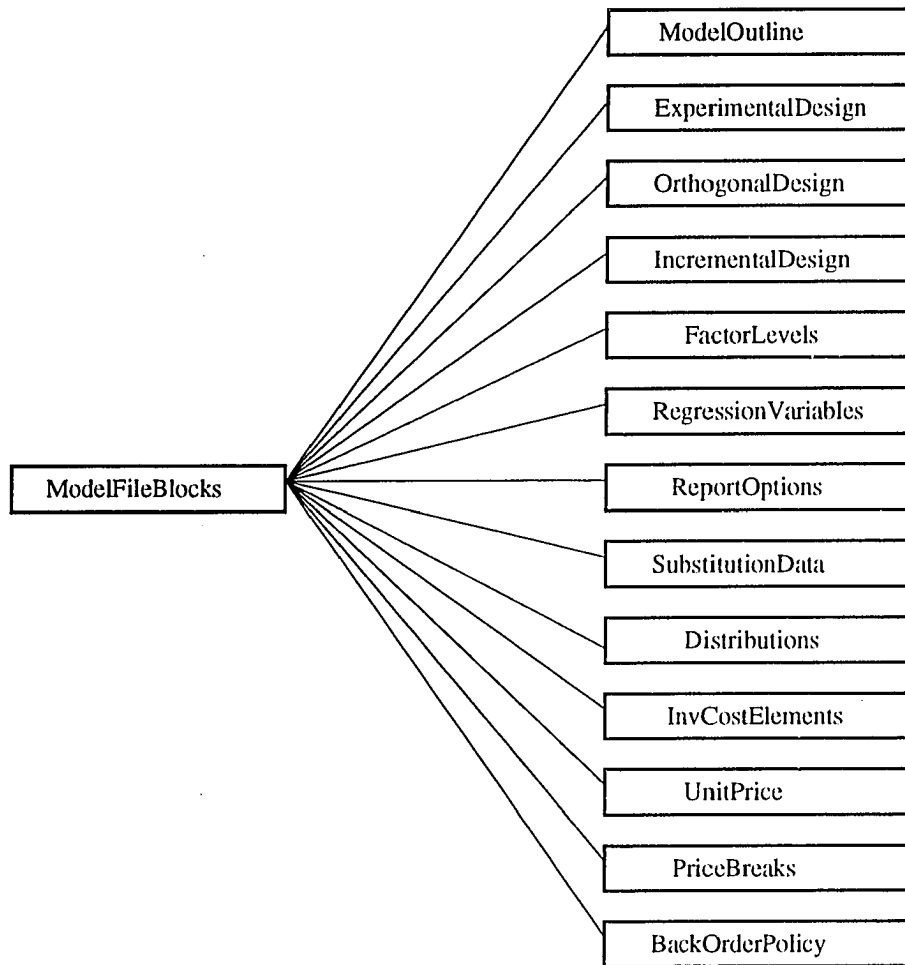 ModelOutline
ExperimentalDesign
OrthogonalDesign
IncrementalDesign
FactorLevels
RegressionVariables
ModelFileBlocks
ReportOptions
SubstitutionData
Distributions
InvCostElements
UnitPrice
PriceBreaks
BackOrderPolicy